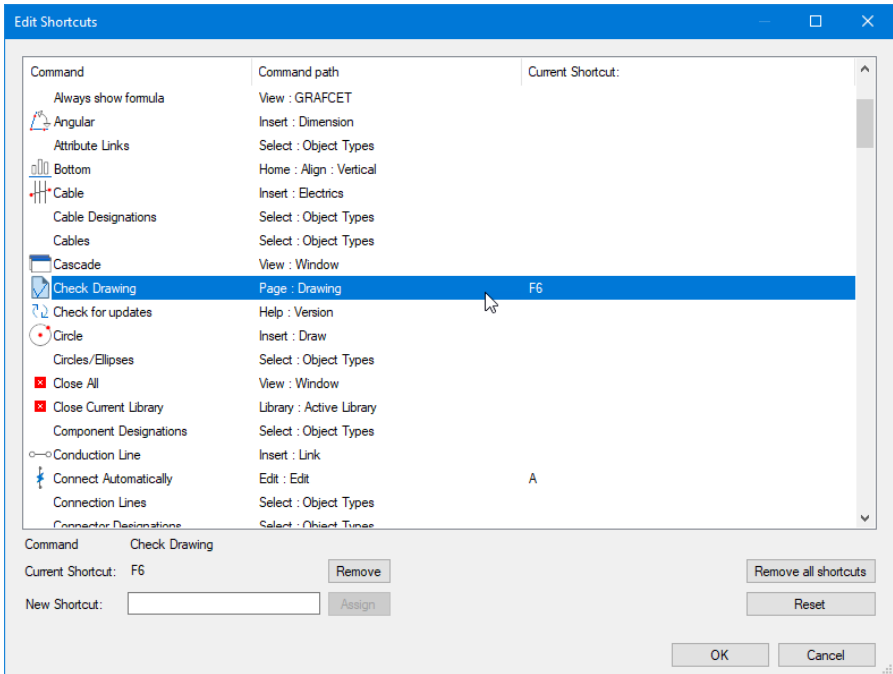 Edit Shortcuts
Command Command path Current Shortcut:
Always show formula View : GRAFCET
Angular Insert : Dimension
Attribute Links Select : Object Types
Bottom Home : Align : Vertical
Cable Insert : Electrics
Cable Designations Select : Object Types
Cables Select : Object Types
Cascade View : Window
Check Drawing Page : Drawing F6
Check for updates Help : Version
Circle Insert : Draw
Circles/Ellipses Select : Object Types
Close All View : Window
Close Current Library Library : Active Library
Component Designations Select : Object Types
Conduction Line Insert : Link
Connect Automatically Edit : Edit A
Connection Lines Select : Object Types
Connector Designations Select : Object Types
Command Check Drawing
Current Shortcut: F6 Remove Remove all shortcuts
New Shortcut: Assign Reset
OK Cancel